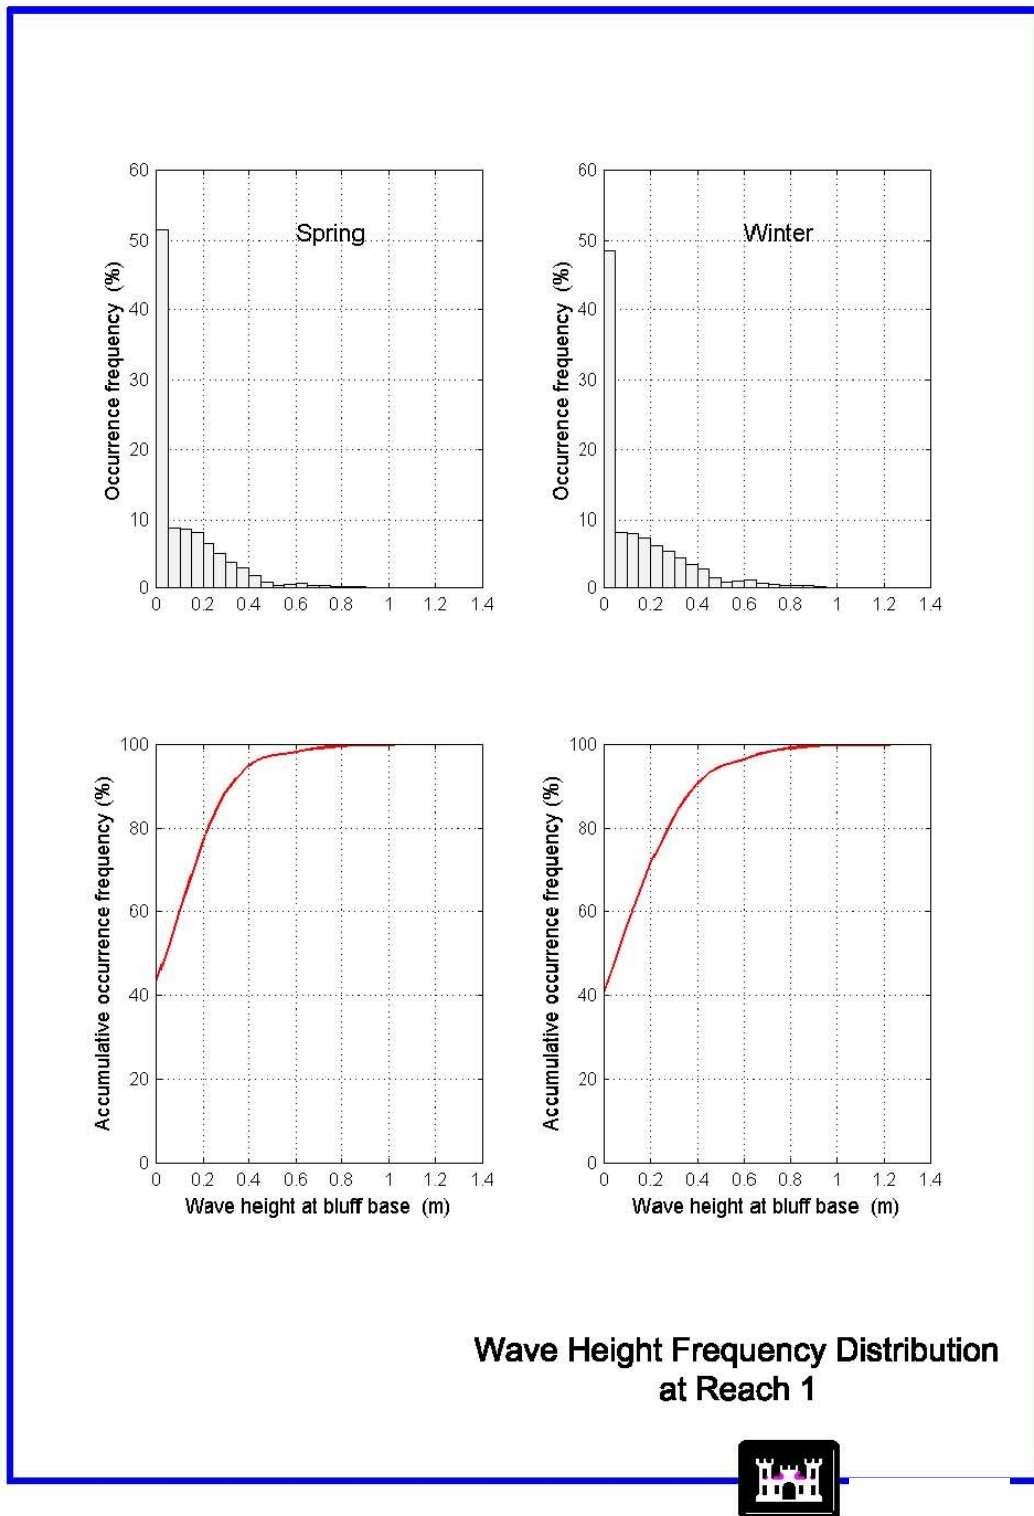 60
50
40
30
20
10
0
Occurrence frequency (%)
Spring
0 0.2 0.4 0.6 0.8 1 1.2 1.4
60
50
40
30
20
10
0
Occurrence frequency (%)
Winter
0 0.2 0.4 0.6 0.8 1 1.2 1.4
100
80
60
40
20
0
Accumulative occurrence frequency (%)
0 0.2 0.4 0.6 0.8 1 1.2 1.4
Wave height at bluff base (m)
100
80
60
40
20
0
Accumulative occurrence frequency (%)
0 0.2 0.4 0.6 0.8 1 1.2 1.4
Wave height at bluff base (m)
Wave Height Frequency Distribution
at Reach 1